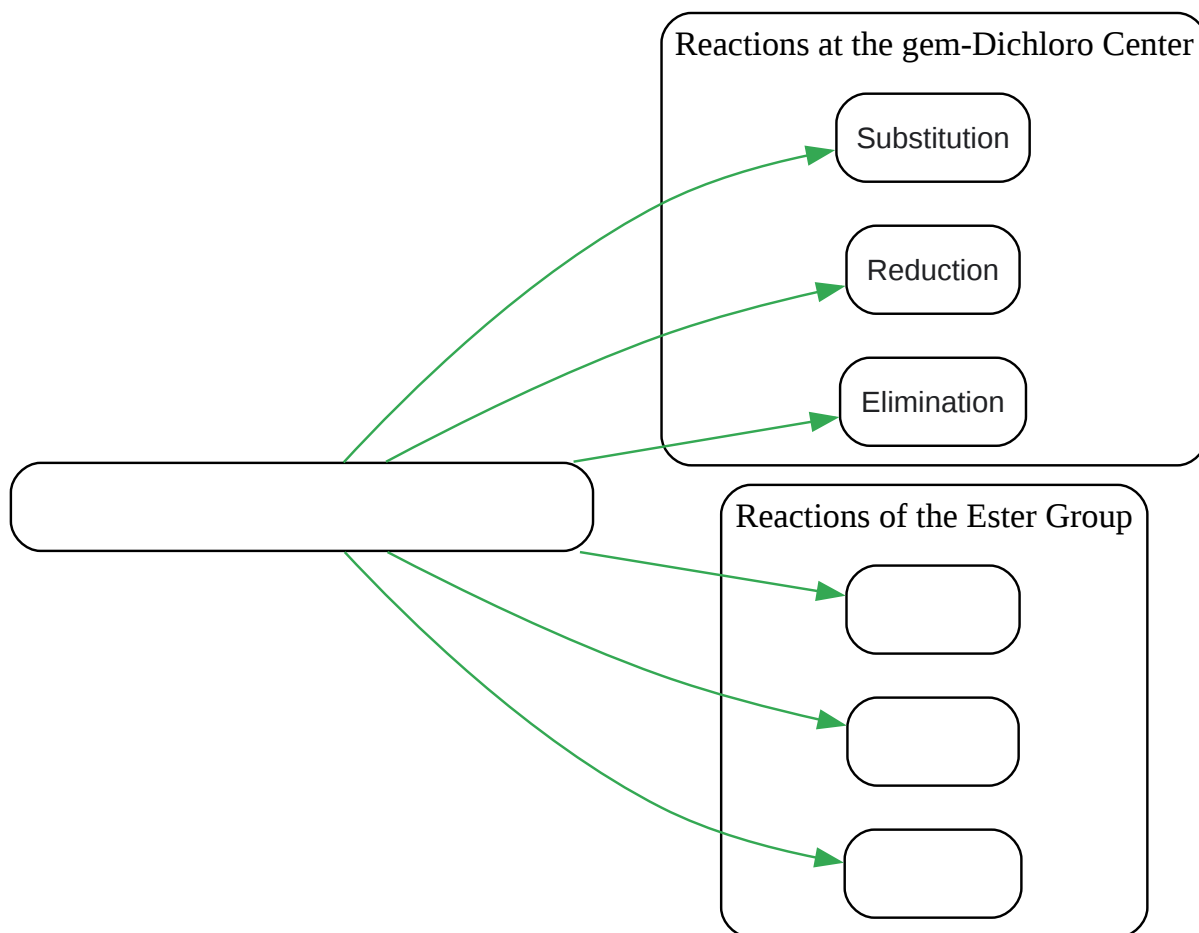 Reactions at the gem-Dichloro Center
Substitution
Reduction
Elimination
Reactions of the Ester Group